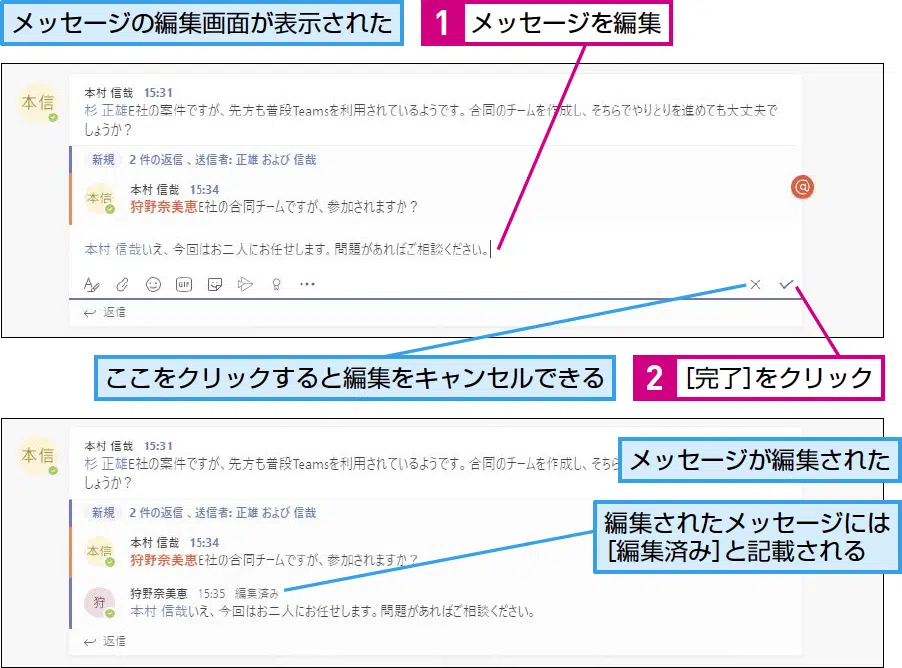 メッセージの編集画面が表示された
1 メッセージを編集
本信
本村 信哉 15:31
杉 正雄E社の案件ですが、先方も普段Teamsを利用されているようです。合同のチームを作成し、そちらでやりとりを進めても大丈夫で
しょうか？
新規 2 件の返信 、送信者: 正雄 および 信哉
本信
本村 信哉 15:34
狩野奈美恵E社の合同チームですが、参加されますか？
@
本村 信哉いえ、今回はお二人にお任せします。問題があればご相談ください。
GIF
返信
ここをクリックすると編集をキャンセルできる
2 [完了]をクリック
本信
本村 信哉 15:31
杉 正雄E社の案件ですが、先方も普段Teamsを利用されているようです。合同のチームを作成し、そちら
しょうか？
メッセージが編集された
新規 2 件の返信 、送信者: 正雄 および 信哉
編集されたメッセージには
[編集済み]と記載される
本信
本村 信哉 15:34
狩野奈美恵E社の合同チームですが、参加されますか？
狩
狩野奈美恵 15:35 編集済み
本村 信哉いえ、今回はお二人にお任せします。問題があればご相談ください。
返信